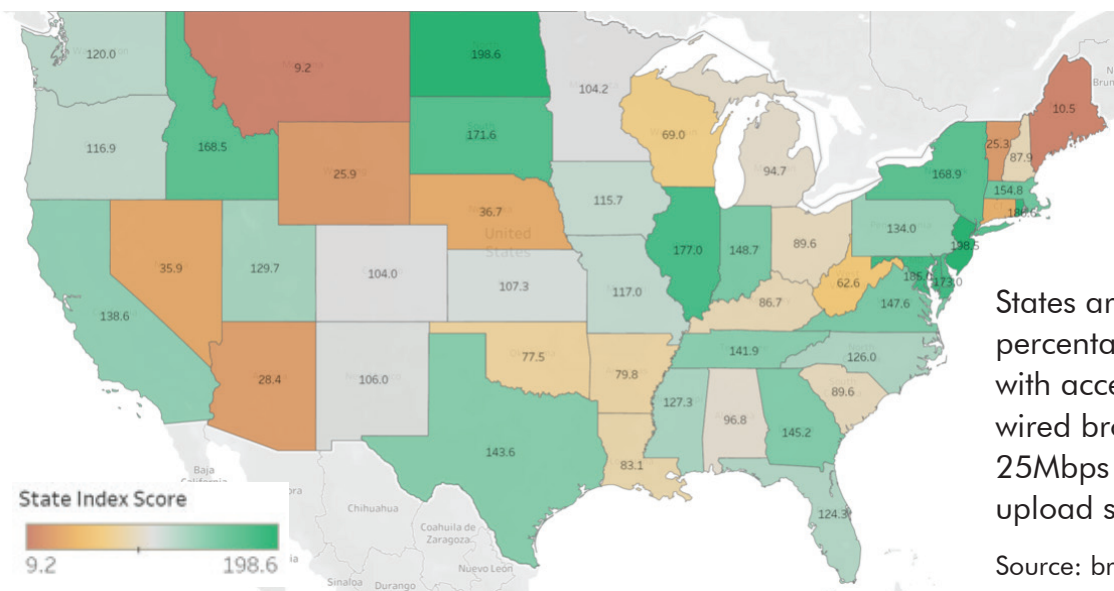 120.0
9.2
198.6
104.2
10.5
116.9
168.5
171.6
69.0
25.3
87.9
25.9
94.7
168.9
154.8
36.7
115.7
United
States
35.9
129.7
104.0
107.3
177.0
148.7
89.6
134.0
198.5
173.0
138.6
117.0
86.7
62.6
147.6
States ar
percenta
with acce
wired bro
25Mbps
upload s
28.4
106.0
77.5
79.8
141.9
126.0
127.3
96.8
145.2
89.6
143.6
83.1
124.3
Baja
Chihuahua
Coahuila de
Zaragoza
Nuevo León
Sinaloa
Durango
State Index Score
9.2
198.6
Source: br